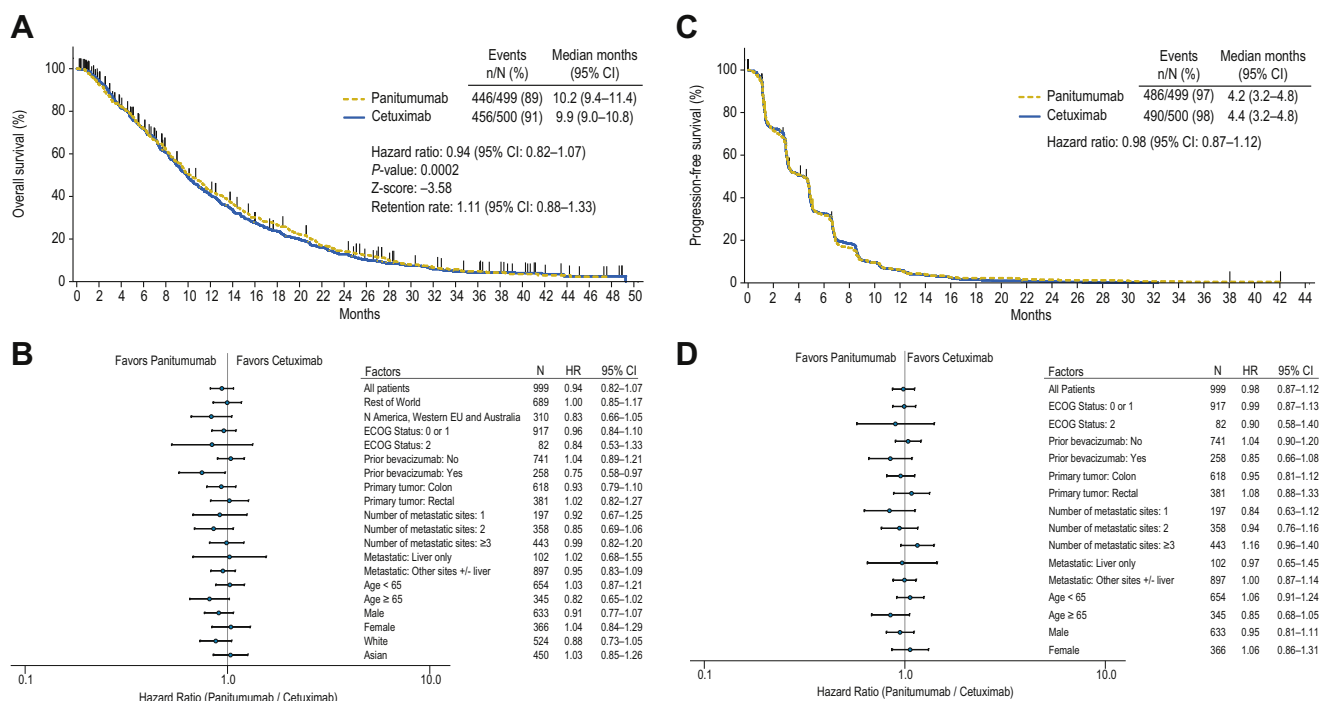 A
Events Median months
n/N (%) (95% CI)
Panitumumab 446/499 (89) 10.2 (9.4–11.4)
Cetuximab 456/500 (91) 9.9 (9.0–10.8)
Hazard ratio: 0.94 (95% CI: 0.82–1.07)
P-value: 0.0002
Z-score: –3.58
Retention rate: 1.11 (95% CI: 0.88–1.33)
Overall survival (%)
100
80
60
40
20
0
0 2 4 6 8 10 12 14 16 18 20 22 24 26 28 30 32 34 36 38 40 42 44 46 48 50
Months
B
Favors Panitumumab Favors Cetuximab
Factors N HR 95% CI
All patients 999 0.94 0.82–1.07
Rest of World 689 1.00 0.85–1.17
N America, Western EU and Australia 310 0.83 0.66–1.05
ECOG Status: 0 or 1 917 0.96 0.84–1.10
ECOG Status: 2 82 0.84 0.53–1.33
Prior bevacizumab: No 741 1.04 0.89–1.21
Prior bevacizumab: Yes 258 0.75 0.58–0.97
Primary tumor: Colon 618 0.93 0.79–1.10
Primary tumor: Rectal 381 1.02 0.82–1.27
Number of metastatic sites: 1 197 0.92 0.67–1.25
Number of metastatic sites: 2 358 0.85 0.69–1.06
Number of metastatic sites: ≥3 443 0.99 0.82–1.20
Metastatic: Liver only 102 1.02 0.68–1.55
Metastatic: Other sites +/- liver 897 0.95 0.83–1.09
Age < 65 654 1.03 0.87–1.21
Age ≥ 65 345 0.82 0.65–1.02
Male 633 0.91 0.77–1.07
Female 366 1.04 0.84–1.29
White 524 0.88 0.73–1.05
Asian 450 1.03 0.85–1.26
0.1 1.0 10.0
Hazard Ratio (Panitumumab / Cetuximab)
C
Events Median months
n/N (%) (95% CI)
Panitumumab 486/499 (97) 4.2 (3.2–4.8)
Cetuximab 490/500 (98) 4.4 (3.2–4.8)
Hazard ratio: 0.98 (95% CI: 0.87–1.12)
Progression-free survival (%)
100
80
60
40
20
0
0 2 4 6 8 10 12 14 16 18 20 22 24 26 28 30 32 34 36 38 40 42 44
Months
D
Favors Panitumumab Favors Cetuximab
Factors N HR 95% CI
All Patients 999 0.98 0.87–1.12
ECOG Status: 0 or 1 917 0.99 0.87–1.13
ECOG Status: 2 82 0.90 0.58–1.40
Prior bevacizumab: No 741 1.04 0.90–1.20
Prior bevacizumab: Yes 258 0.85 0.66–1.08
Primary tumor: Colon 618 0.95 0.81–1.12
Primary tumor: Rectal 381 1.08 0.88–1.33
Number of metastatic sites: 1 197 0.84 0.63–1.12
Number of metastatic sites: 2 358 0.94 0.76–1.16
Number of metastatic sites: ≥3 443 1.16 0.96–1.40
Metastatic: Liver only 102 0.97 0.65–1.45
Metastatic: Other sites +/- liver 897 1.00 0.87–1.14
Age < 65 654 1.06 0.91–1.24
Age ≥ 65 345 0.85 0.68–1.05
Male 633 0.95 0.81–1.11
Female 366 1.06 0.86–1.31
0.1 1.0 10.0
Hazard Ratio (Panitumumab / Cetuximab)